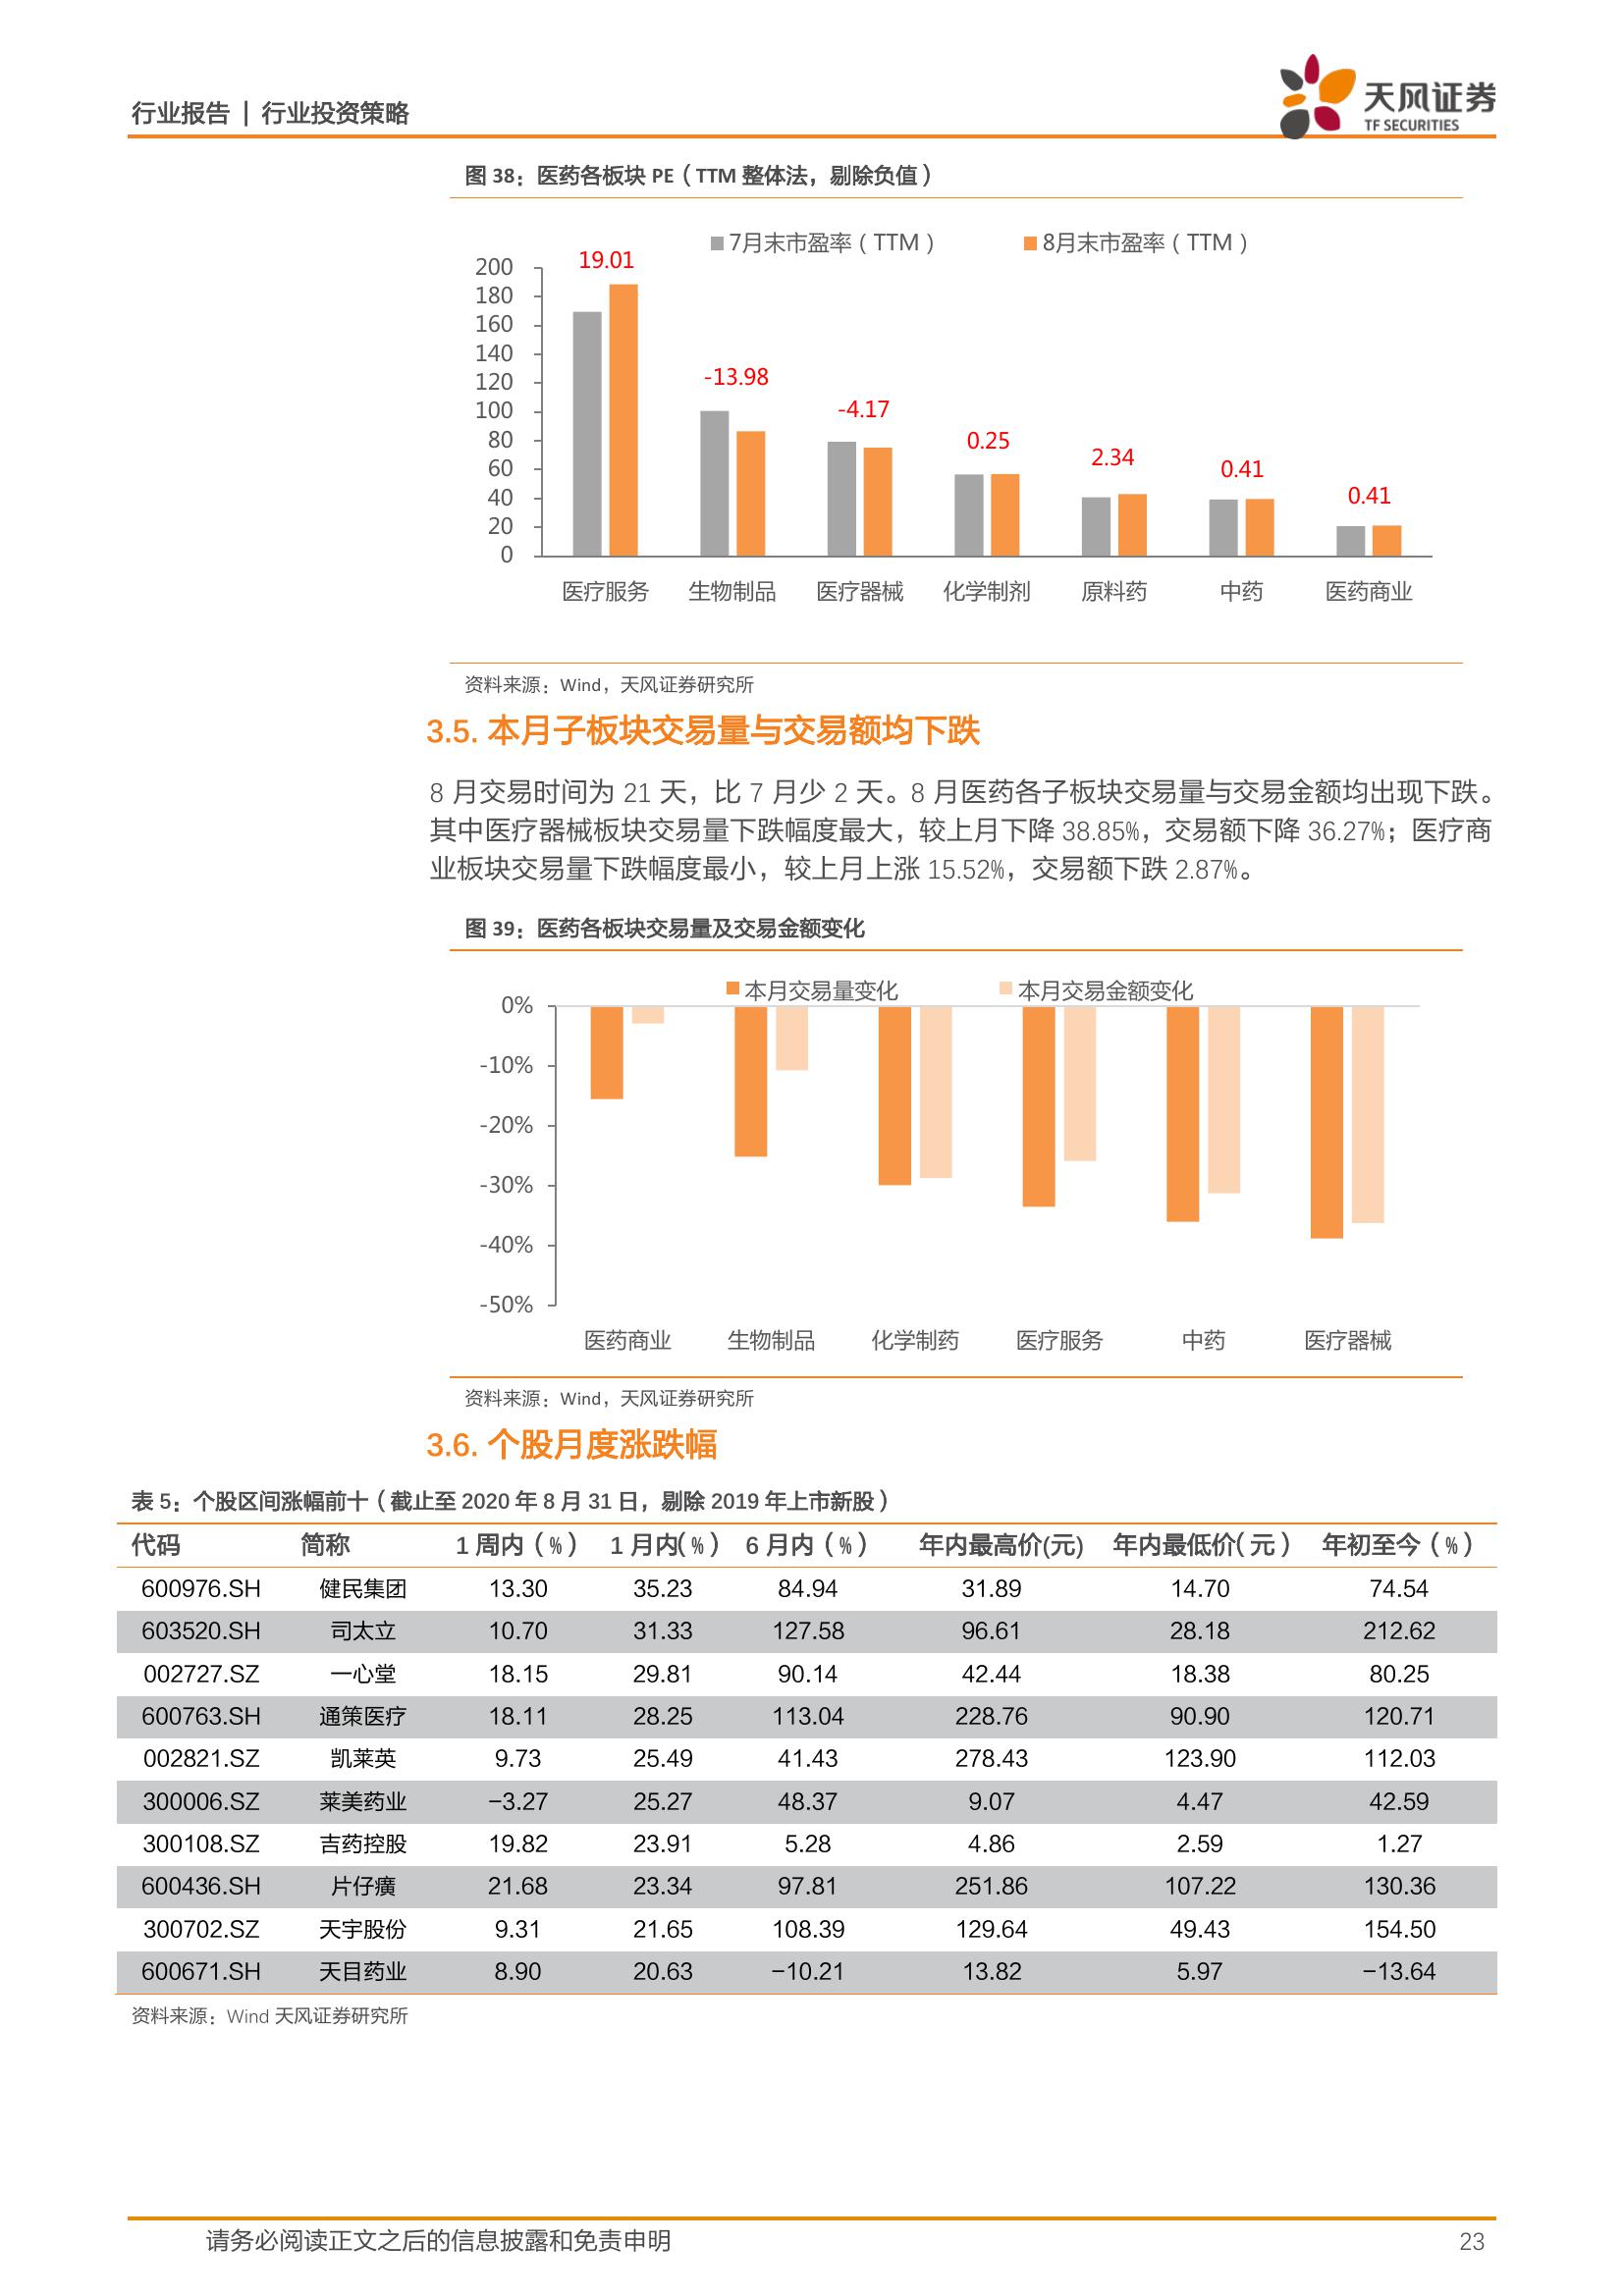 行业报告 | 行业投资策略
天风证券
TF SECURITIES
图 38：医药各板块 PE（TTM 整体法，剔除负值）
7月末市盈率（TTM） 8月末市盈率（TTM）
200
180
160
140
120
100
80
60
40
20
0
19.01
-13.98
-4.17
0.25
2.34
0.41
0.41
医疗服务 生物制品 医疗器械 化学制剂 原料药 中药 医药商业
资料来源：Wind，天风证券研究所
3.5. 本月子板块交易量与交易额均下跌
8 月交易时间为 21 天，比 7 月少 2 天。8 月医药各子板块交易量与交易金额均出现下跌。
其中医疗器械板块交易量下跌幅度最大，较上月下降 38.85%，交易额下降 36.27%；医疗商
业板块交易量下跌幅度最小，较上月上涨 15.52%，交易额下跌 2.87%。
图 39：医药各板块交易量及交易金额变化
本月交易量变化 本月交易金额变化
0%
-10%
-20%
-30%
-40%
-50%
医药商业 生物制品 化学制药 医疗服务 中药 医疗器械
资料来源：Wind，天风证券研究所
3.6. 个股月度涨跌幅
表 5：个股区间涨幅前十（截止至 2020 年 8 月 31 日，剔除 2019 年上市新股）
代码 简称 1 周内（%） 1 月内(%） 6 月内（%） 年内最高价(元) 年内最低价(元） 年初至今（%）
600976.SH 健民集团 13.30 35.23 84.94 31.89 14.70 74.54
603520.SH 司太立 10.70 31.33 127.58 96.61 28.18 212.62
002727.SZ 一心堂 18.15 29.81 90.14 42.44 18.38 80.25
600763.SH 通策医疗 18.11 28.25 113.04 228.76 90.90 120.71
002821.SZ 凯莱英 9.73 25.49 41.43 278.43 123.90 112.03
300006.SZ 莱美药业 −3.27 25.27 48.37 9.07 4.47 42.59
300108.SZ 吉药控股 19.82 23.91 5.28 4.86 2.59 1.27
600436.SH 片仔癀 21.68 23.34 97.81 251.86 107.22 130.36
300702.SZ 天宇股份 9.31 21.65 108.39 129.64 49.43 154.50
600671.SH 天目药业 8.90 20.63 −10.21 13.82 5.97 −13.64
资料来源：Wind 天风证券研究所
请务必阅读正文之后的信息披露和免责申明 23